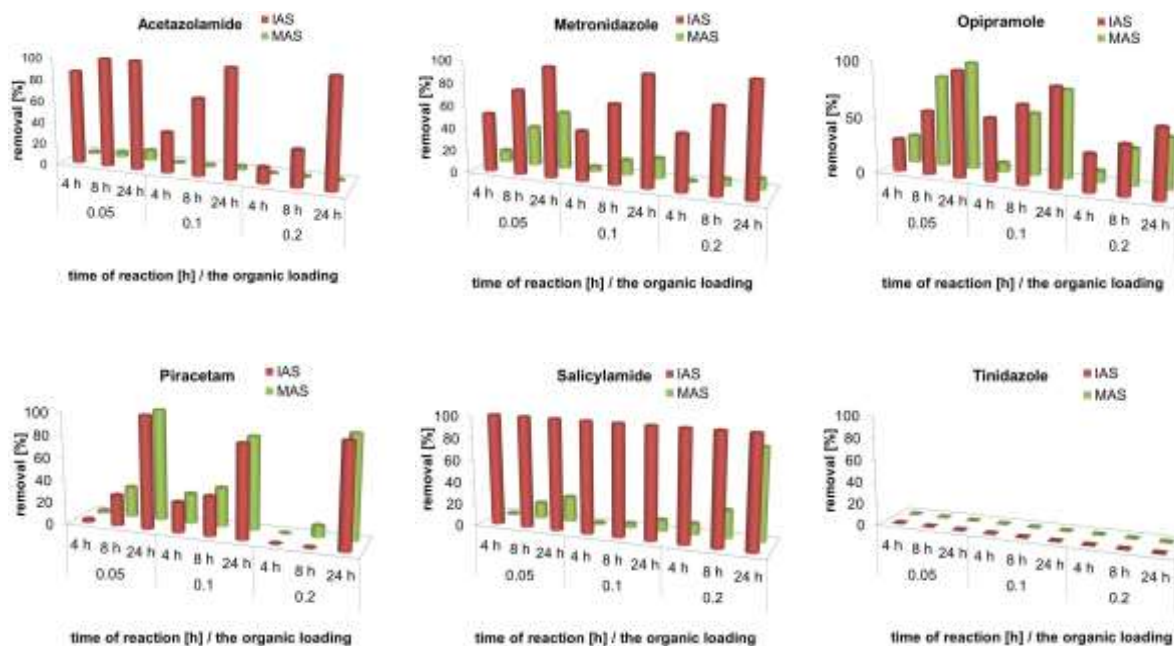 Acetazolamide
IAS
MAS
removal [%]
100
80
60
40
20
0
4 h 8 h 24 h 4 h 8 h 24 h 4 h 8 h 24 h
0.05 0.1 0.2
time of reaction [h] / the organic loading
Metronidazole
IAS
MAS
removal [%]
100
80
60
40
20
0
4 h 8 h 24 h 4 h 8 h 24 h 4 h 8 h 24 h
0.05 0.1 0.2
time of reaction [h] / the organic loading
Opipramole
IAS
MAS
removal [%]
100
50
0
4 h 8 h 24 h 4 h 8 h 24 h 4 h 8 h 24 h
0.05 0.1 0.2
time of reaction [h] / the organic loading
Piracetam
IAS
MAS
removal [%]
100
80
60
40
20
0
4 h 8 h 24 h 4 h 8 h 24 h 4 h 8 h 24 h
0.05 0.1 0.2
time of reaction [h] / the organic loading
Salicylamide
IAS
MAS
removal [%]
100
80
60
40
20
0
4 h 8 h 24 h 4 h 8 h 24 h 4 h 8 h 24 h
0.05 0.1 0.2
time of reaction [h] / the organic loading
Tinidazole
IAS
MAS
removal [%]
100
80
60
40
20
0
4 h 8 h 24 h 4 h 8 h 24 h 4 h 8 h 24 h
0.05 0.1 0.2
time of reaction [h] / the organic loading